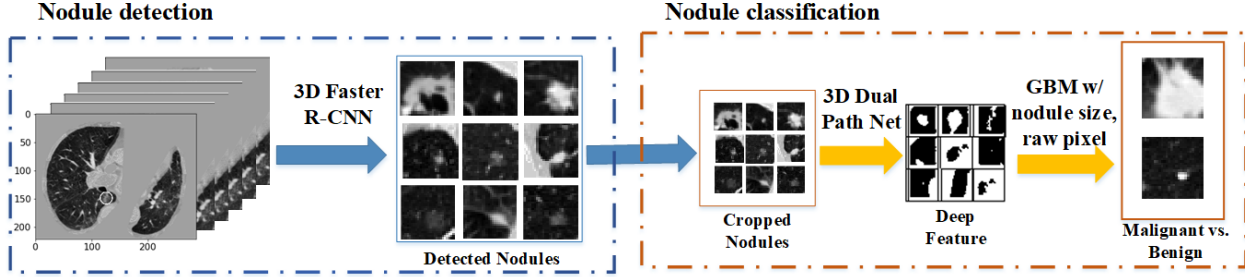 Nodule detection
Nodule classification
3D Faster
R-CNN
3D Dual
Path Net
GBM w/
nodule size,
raw pixel
0
50
100
150
200
0
200
Detected Nodules
Cropped
Nodules
Deep
Feature
Malignant vs.
Benign